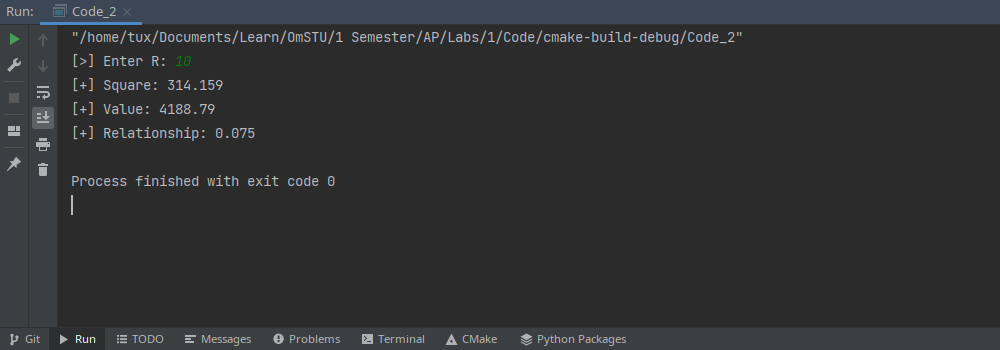 Run: Code_2
"/home/tux/Documents/Learn/OmSTU/1 Semester/AP/Labs/1/Code/cmake-build-debug/Code_2"
[>] Enter R: 10
[+] Square: 314.159
[+] Value: 4188.79
[+] Relationship: 0.075
Process finished with exit code 0
Git Run TODO Messages Problems Terminal CMake Python Packages